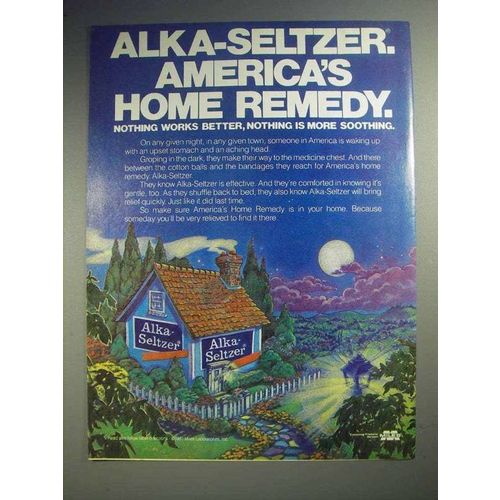 ALKA-SELTZER®.
AMERICA'S
HOME REMEDY.
NOTHING WORKS BETTER, NOTHING IS MORE SOOTHING.
On any given night, in any given town, someone in America is waking up
with an upset stomach and an aching head.
Groping in the dark, they make their way to the medicine chest. And there
between the cotton balls and the bandages they reach for America's home
remedy: Alka-Seltzer.
They know Alka-Seltzer is effective. And they're comforted in knowing it's
gentle, too. As they shuffle back to bed, they also know Alka-Seltzer will bring
relief quickly. Just like it did last time.
So make sure America's Home Remedy is in your home. Because
someday you'll be very relieved to find it there.
Alka-
Seltzer®
Alka-
Seltzer®
Miles Laboratories, Inc.